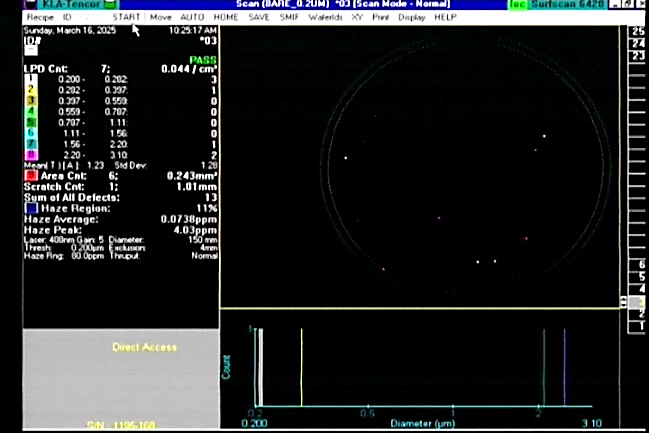 KLA-Tencor
Scan (BARE_0.2UM) *03 [Scan Mode - Normal]
loc Surfscan 6420
Recipe ID START Move AUTO HOME SAVE SMIF WaferIds XY Print Display HELP
Sunday, March 16, 2025 10:25:17 AM
ID# *03
PASS
LPD Count: 7; 0.044 / cm²
1 0.200 - 0.282: 3
2 0.282 - 0.397: 1
3 0.397 - 0.559: 0
4 0.559 - 0.787: 0
5 0.787 - 1.11: 0
6 1.11 - 1.56: 0
7 1.56 - 2.20: 1
8 2.20 - 3.10: 2
Mean[ T ] [ A ]: 1.23 Std Dev: 1.28
9 Area Cnt: 6; 0.243mm²
Scratch Cnt: 1; 1.01mm
Sum of All Defects: 13
Haze Region: 11%
Haze Average: 0.0738ppm
Haze Peak: 4.03ppm
Laser: 488nm Gain: 5 Diameter: 150 mm
Thresh: 0.200µm Exclusion: 4mm
Haze Rng: 80.0ppm Thruput: Normal
25
24
23
6
5
4
3
2
1
Direct Access
S/N - 1195-160
Count
1
0.2 0.5 1 2
0.200 Diameter (µm) 3.10